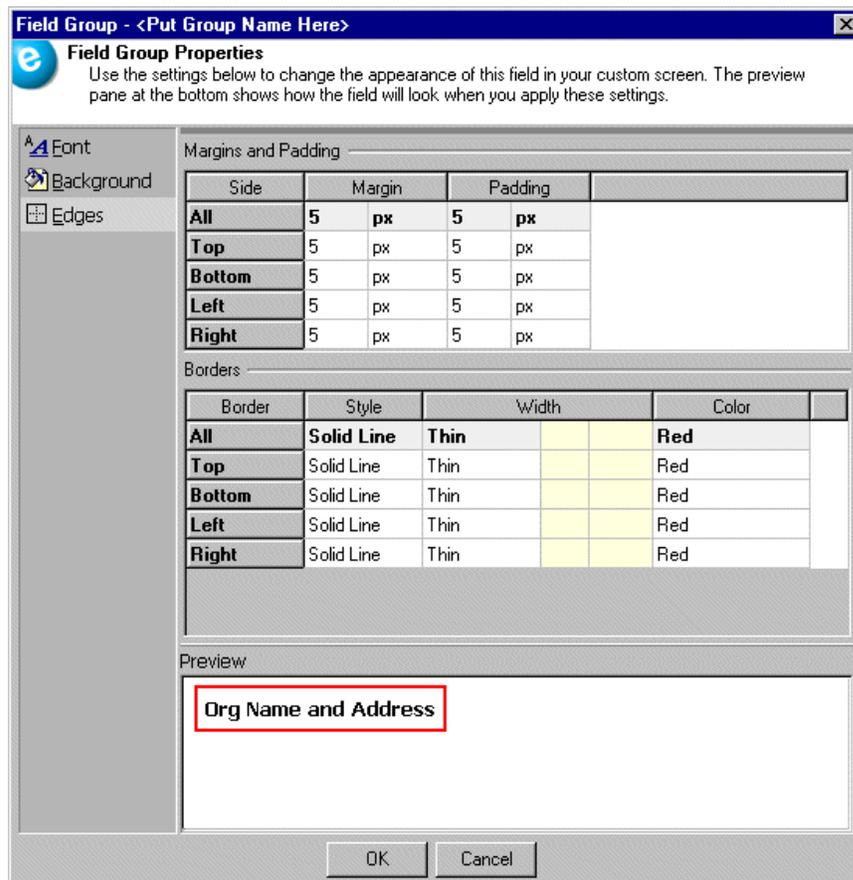 Field Group - <Put Group Name Here>
Field Group Properties
Use the settings below to change the appearance of this field in your custom screen. The preview
pane at the bottom shows how the field will look when you apply these settings.
Font
Background
Edges
Margins and Padding
Side Margin Padding
All 5 px 5 px
Top 5 px 5 px
Bottom 5 px 5 px
Left 5 px 5 px
Right 5 px 5 px
Borders
Border Style Width Color
All Solid Line Thin Red
Top Solid Line Thin Red
Bottom Solid Line Thin Red
Left Solid Line Thin Red
Right Solid Line Thin Red
Preview
Org Name and Address
OK Cancel